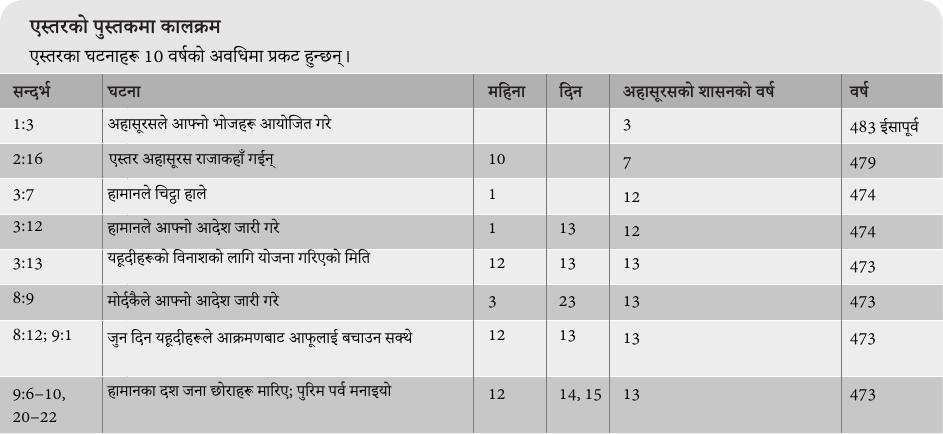 एस्तरको पुस्तकमा कालक्रम
एस्तरका घटनाहरू 10 वर्षको अवधिमा प्रकट हुन्छन्।
सन्दर्भ घटना महिना दिन अहासूरसको शासनको वर्ष वर्ष
1:3 अहासूरसले आफ्नो भोजहरू आयोजित गरे 3 483 ईसापूर्व
2:16 एस्तर अहासूरस राजाकहाँ गईन् 10 7 479
3:7 हामानले चिट्ठा हाले 1 12 474
3:12 हामानले आफ्नो आदेश जारी गरे 1 13 12 474
3:13 यहूदीहरूको विनाशको लागि योजना गरिएको मिति 12 13 13 473
8:9 मोर्दकैले आफ्नो आदेश जारी गरे 3 23 13 473
8:12; 9:1 जुन दिन यहूदीहरूले आक्रमणबाट आफूलाई बचाउन सक्थे 12 13 13 473
9:6–10, हामानका दश जना छोराहरू मारिए; पुरिम पर्व मनाइयो 12 14, 15 13 473
20–22